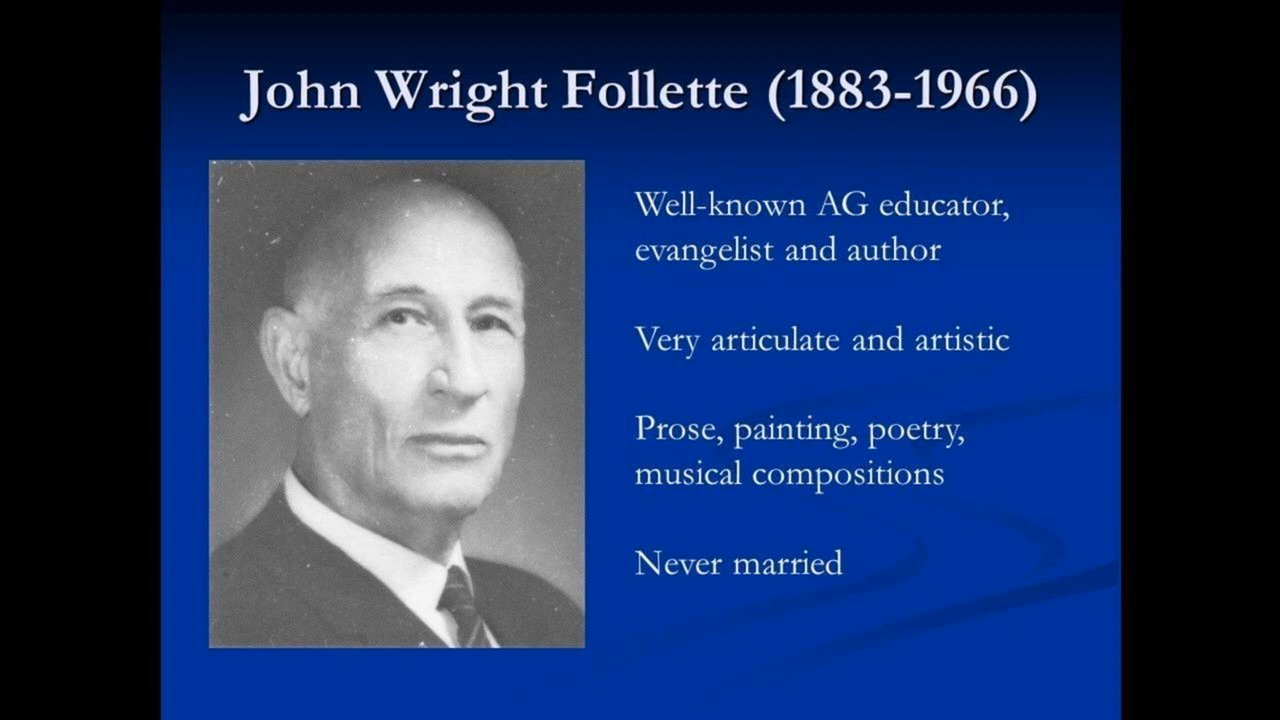 John Wright Follette (1883-1966)
Well-known AG educator,
evangelist and author
Very articulate and artistic
Prose, painting, poetry,
musical compositions
Never married